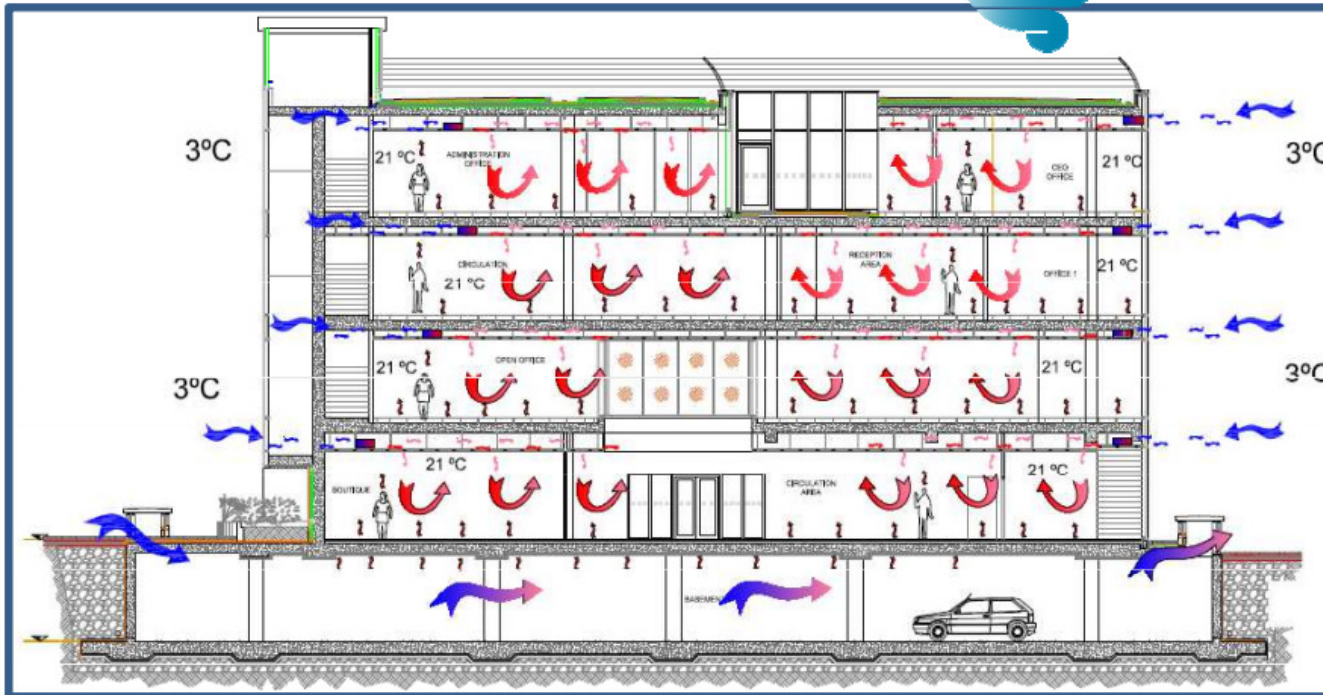 3ºC
3ºC
21 ºC
ADMINISTRATION
OFFICE
CEO
OFFICE
21 ºC
CIRCULATION
21 ºC
RECEPTION
AREA
OFFICE 1
21 ºC
3ºC
3ºC
21 ºC
OPEN OFFICE
21 ºC
BOUTIQUE
21 ºC
CIRCULATION
AREA
21 ºC
BASEMENT